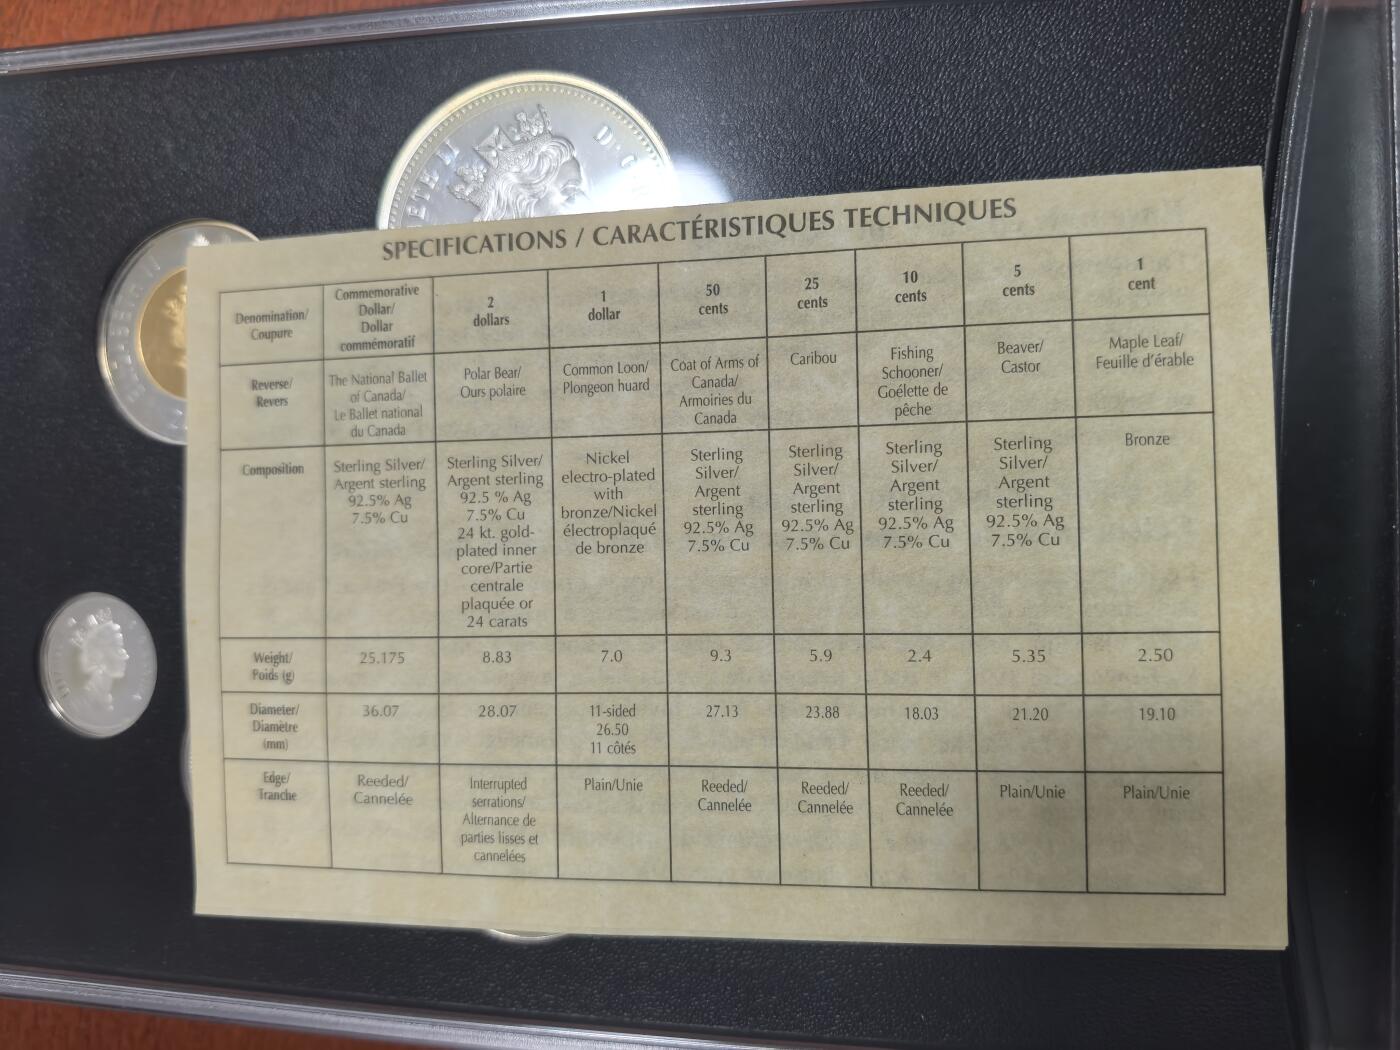 D·G
ELIZABETH II
SPECIFICATIONS / CARACTÉRISTIQUES TECHNIQUES
Denomination/
Coupure
Commemorative
Dollar/
Dollar
commémoratif
2
dollars
1
dollar
50
cents
25
cents
10
cents
5
cents
1
cent
Reverse/
Revers
The National Ballet
of Canada/
Le Ballet national
du Canada
Polar Bear/
Ours polaire
Common Loon/
Plongeon huard
Coat of Arms of
Canada/
Armoiries du
Canada
Caribou
Fishing
Schooner/
Goélette de
pêche
Beaver/
Castor
Maple Leaf/
Feuille d'érable
Composition
Sterling Silver/
Argent sterling
92.5% Ag
7.5% Cu
Sterling Silver/
Argent sterling
92.5 % Ag
7.5% Cu
24 kt. gold-
plated inner
core/Partie
centrale
plaquée or
24 carats
Nickel
electro-plated
with
bronze/Nickel
électroplaqué
de bronze
Sterling
Silver/
Argent
sterling
92.5% Ag
7.5% Cu
Sterling
Silver/
Argent
sterling
92.5% Ag
7.5% Cu
Sterling
Silver/
Argent
sterling
92.5% Ag
7.5% Cu
Sterling
Silver/
Argent
sterling
92.5% Ag
7.5% Cu
Bronze
Weight/
Poids (g)
25.175
8.83
7.0
9.3
5.9
2.4
5.35
2.50
Diameter/
Diamètre
(mm)
36.07
28.07
11-sided
26.50
11 côtés
27.13
23.88
18.03
21.20
19.10
Edge/
Tranche
Reeded/
Cannelée
Interrupted
serrations/
Alternance de
parties lisses et
cannelées
Plain/Unie
Reeded/
Cannelée
Reeded/
Cannelée
Reeded/
Cannelée
Plain/Unie
Plain/Unie